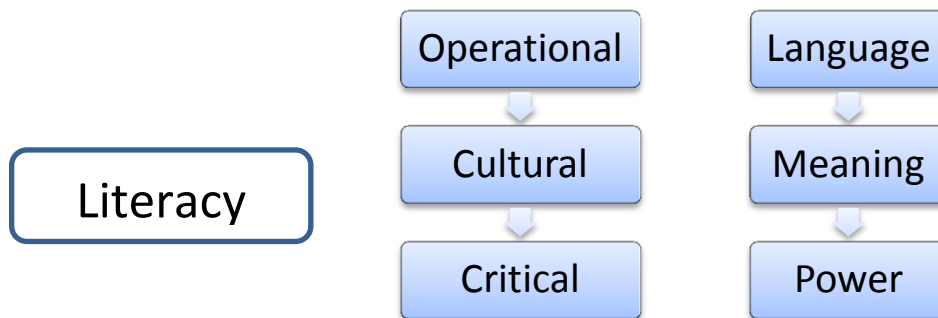 Literacy
Operational
Cultural
Critical
Language
Meaning
Power